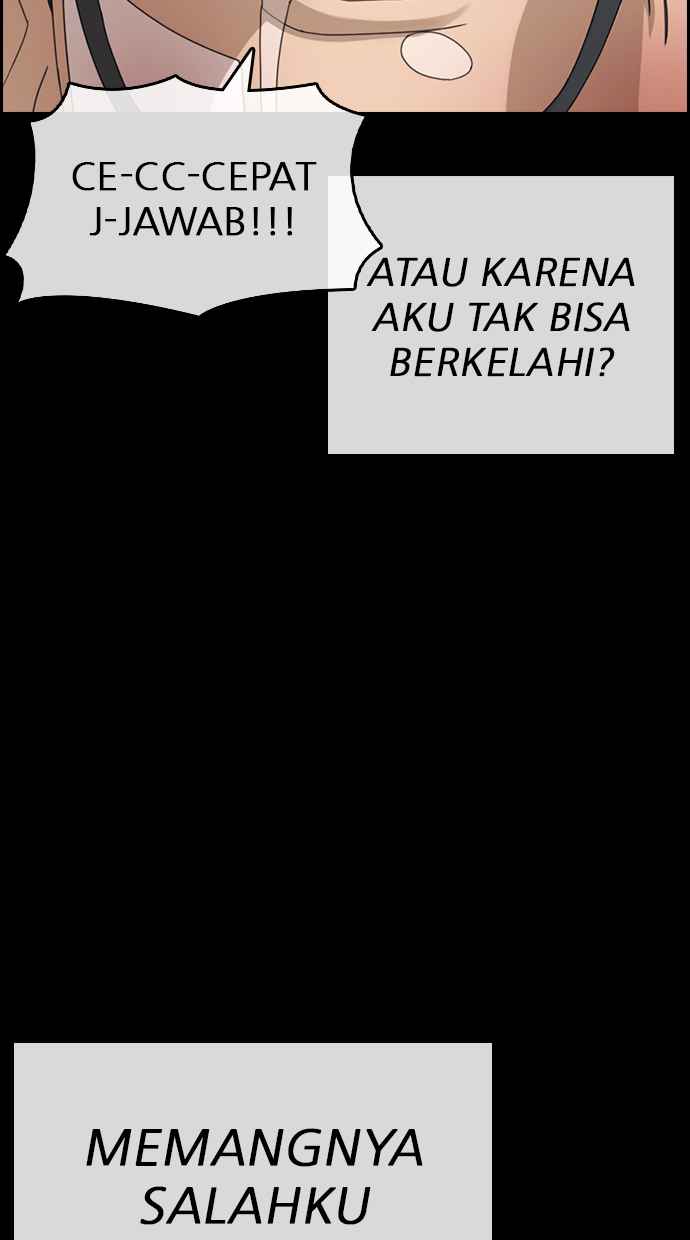 CE-CC-CEPAT
J-JAWAB!!!
ATAU KARENA
AKU TAK BISA
BERKELAHI?
MEMANGNYA
SALAHKU